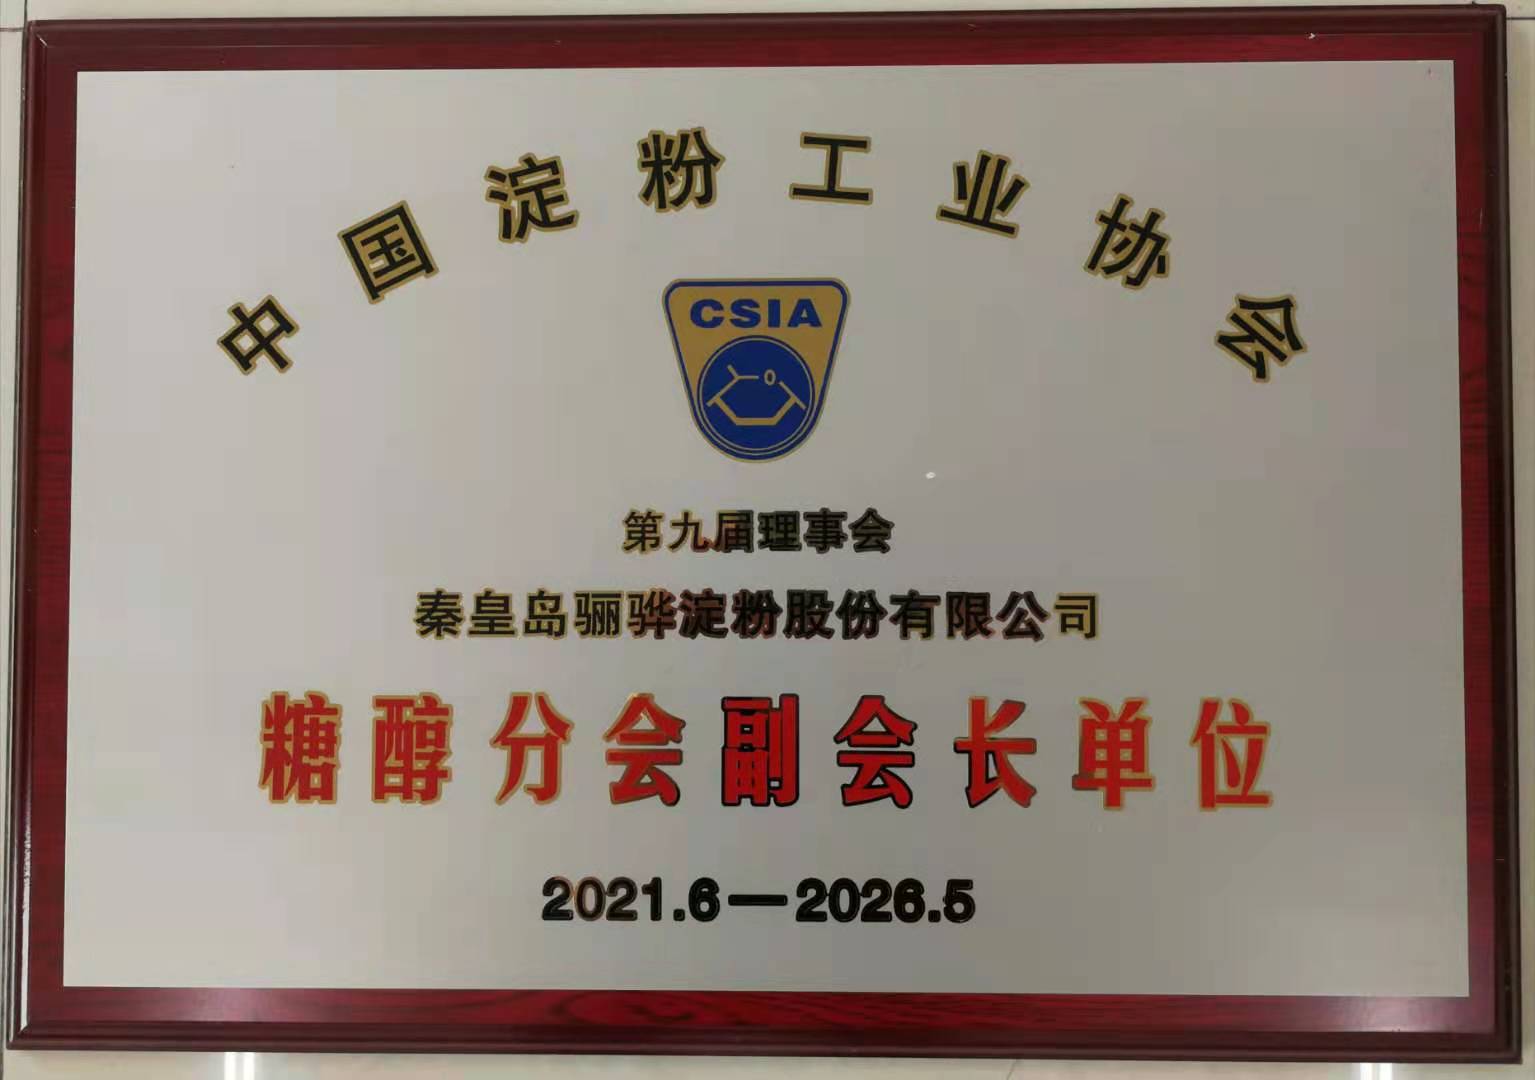 中国淀粉工业协会
CSIA
O
第九届理事会
秦皇岛骊骅淀粉股份有限公司
糖醇分会副会长单位
2021.6—2026.5